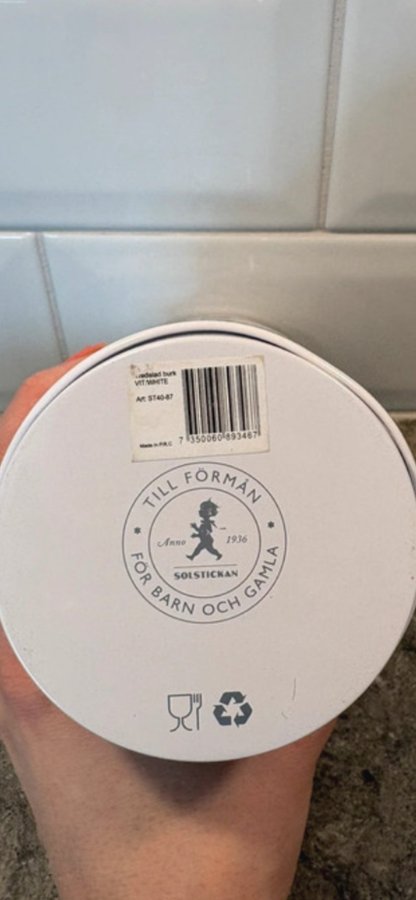 burk
VIT/WHITE
Art: ST40-87
Made in P.R.C
7 350060 893467
TILL FÖRMÅN
Anno 1936
SOLSTICKAN
FÖR BARN OCH GAMLA